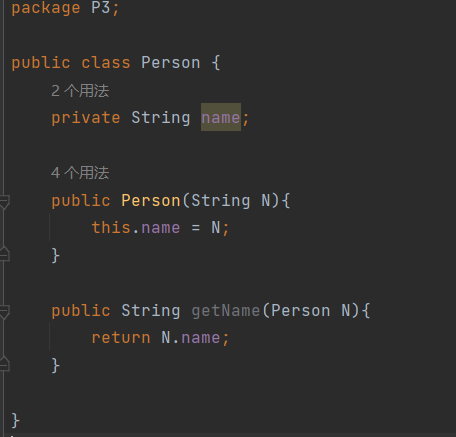 package P3;
public class Person {
2 个用法
private String name;
4 个用法
public Person(String N){
this.name = N;
}
public String getName(Person N){
return N.name;
}
}